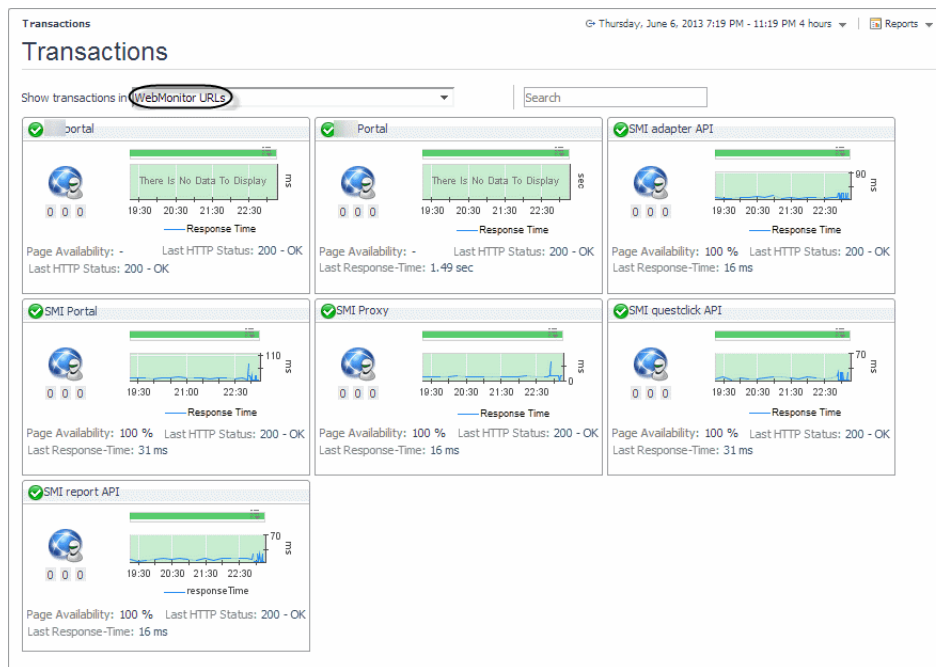 Transactions
Thursday, June 6, 2013 7:19 PM - 11:19 PM 4 hours
Reports
Transactions
Show transactions in WebMonitor URLs
Search
portal
There Is No Data To Display
ms
19:30 20:30 21:30 22:30
Response Time
0 0 0
Page Availability: - Last HTTP Status: 200 - OK
Last HTTP Status: 200 - OK
Portal
There Is No Data To Display
sec
19:30 20:30 21:30 22:30
Response Time
0 0 0
Page Availability: - Last HTTP Status: 200 - OK
Last Response-Time: 1.49 sec
SMI adapter API
90
ms
19:30 20:30 21:30 22:30
Response Time
0 0 0
Page Availability: 100 % Last HTTP Status: 200 - OK
Last Response-Time: 16 ms
SMI Portal
110
ms
19:30 21:00 22:30
Response Time
0 0 0
Page Availability: 100 % Last HTTP Status: 200 - OK
Last Response-Time: 31 ms
SMI Proxy
ms
0
19:30 20:30 21:30 22:30
Response Time
0 0 0
Page Availability: 100 % Last HTTP Status: 200 - OK
Last Response-Time: 16 ms
SMI questclick API
70
ms
19:30 20:30 21:30 22:30
Response Time
0 0 0
Page Availability: 100 % Last HTTP Status: 200 - OK
Last Response-Time: 31 ms
SMI report API
70
ms
19:30 20:30 21:30 22:30
responseTime
0 0 0
Page Availability: 100 % Last HTTP Status: 200 - OK
Last Response-Time: 16 ms